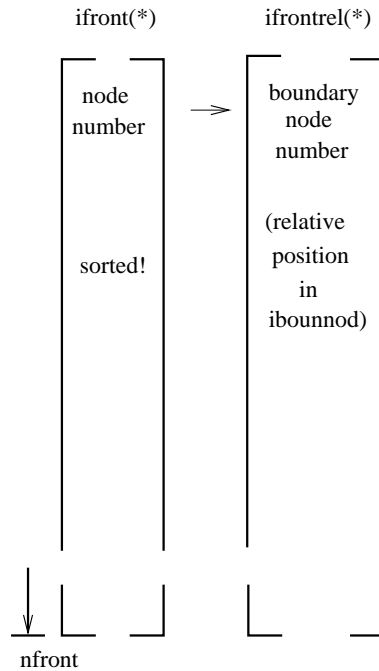 ifront(*)
ifrontrel(*)
node
number
sorted!
boundary
node
number
(relative
position
in
ibounnod)
nfront